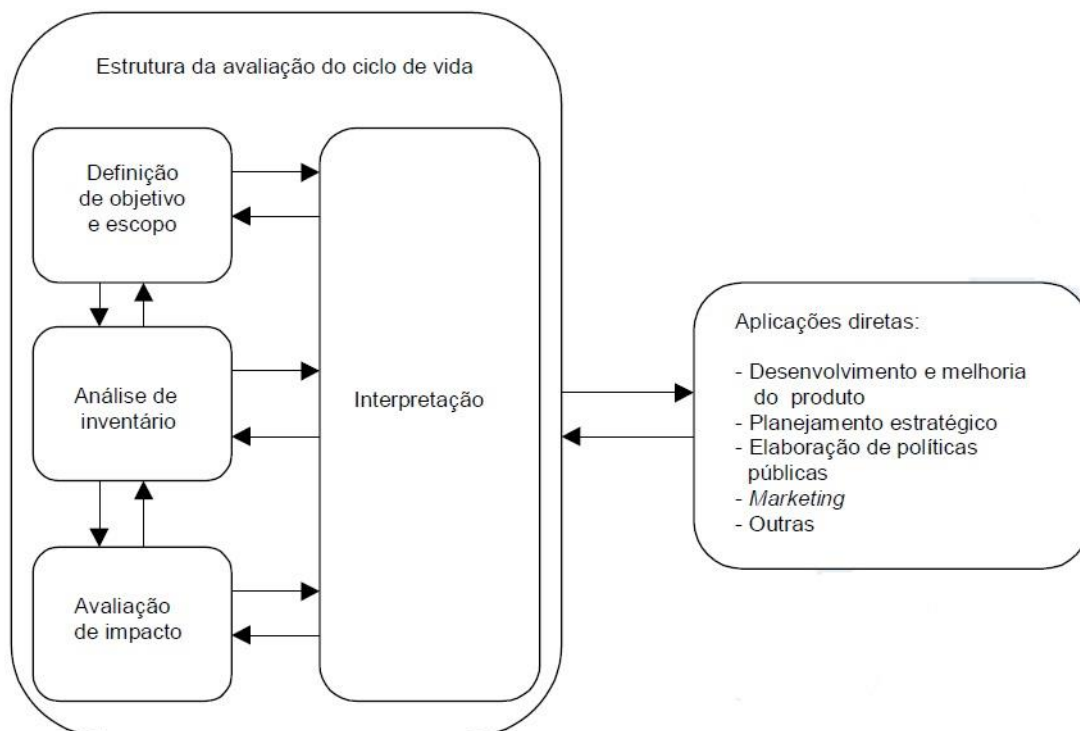 Estrutura da avaliação do ciclo de vida
Definição
de objetivo
e escopo
Análise de
inventário
Avaliação
de impacto
Interpretação
Aplicações diretas:
- Desenvolvimento e melhoria
do produto
- Planejamento estratégico
- Elaboração de políticas
públicas
- Marketing
- Outras